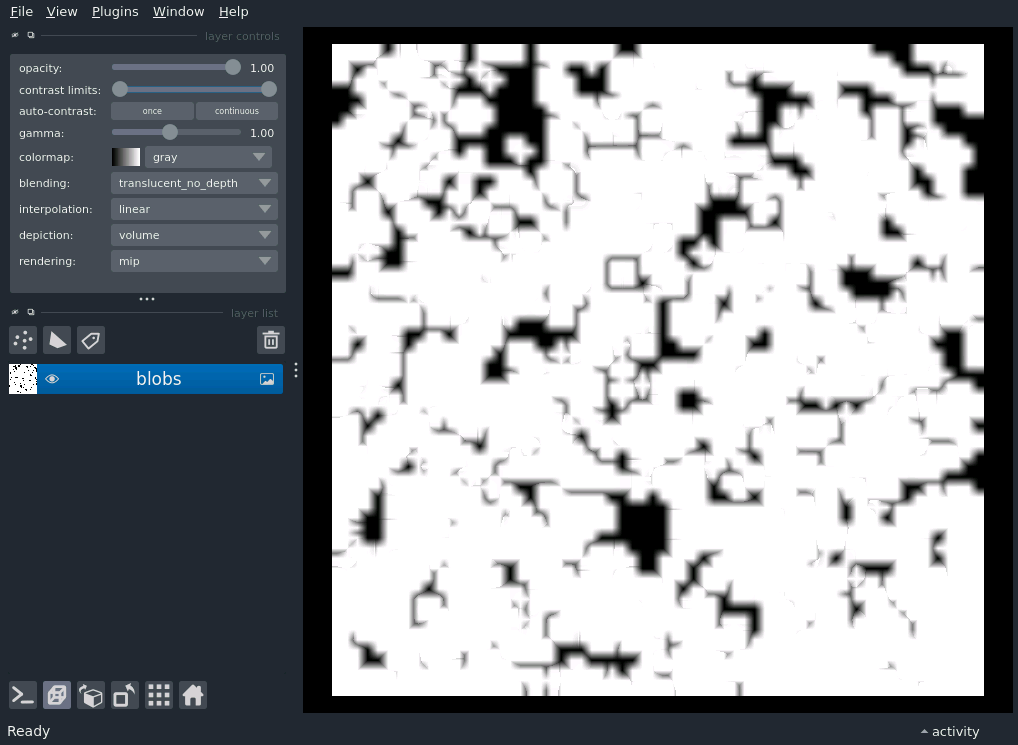 File View Plugins Window Help
layer controls
opacity: 1.00
contrast limits:
auto-contrast: once continuous
gamma: 1.00
colormap: gray
blending: translucent_no_depth
interpolation: linear
depiction: volume
rendering: mip
layer list
blobs
Ready activity